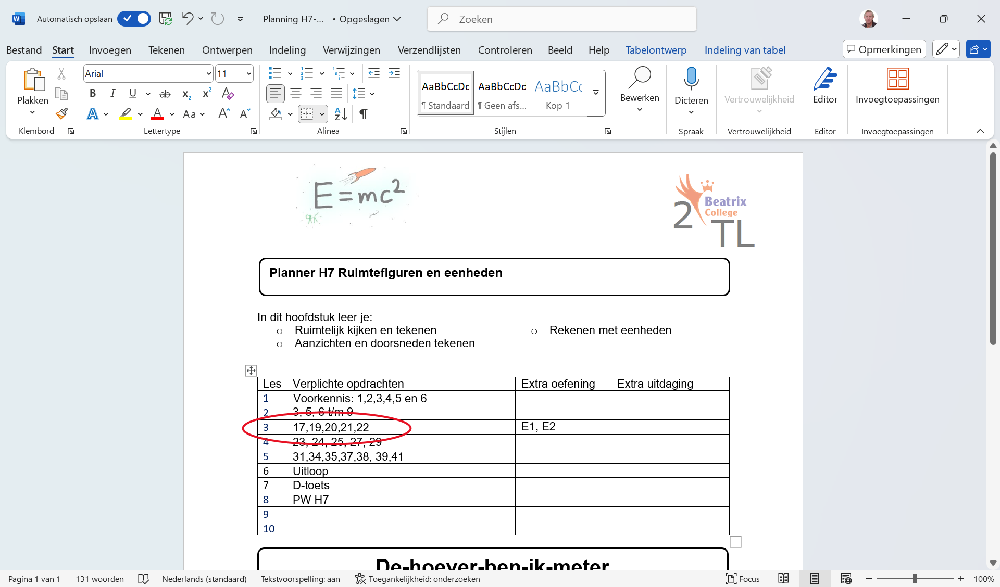 Automatisch opslaan
Planning H7-... • Opgeslagen
Zoeken
Bestand Start Invoegen Tekenen Ontwerpen Indeling Verwijzingen Verzendlijsten Controleren Beeld Help Tabelontwerp Indeling van tabel Opmerkingen
Plakken
Klembord
Arial 11
Lettertype
Alinea
AaBbCcDc AaBbCcDc AaBbCc
¶ Standaard ¶ Geen afs... Kop 1
Stijlen
Bewerken
Dicteren
Spraak
Vertrouwelijkheid
Vertrouwelijkheid
Editor
Editor
Invoegtoepassingen
Invoegtoepassingen
E=mc²
Beatrix
College
2
TL
Planner H7 Ruimtefiguren en eenheden
In dit hoofdstuk leer je:
o Ruimtelijk kijken en tekenen
o Aanzichten en doorsneden tekenen
o Rekenen met eenheden
Les Verplichte opdrachten Extra oefening Extra uitdaging
1 Voorkennis: 1,2,3,4,5 en 6
2 3, 5, 6 t/m 9
3 17,19,20,21,22 E1, E2
4 23, 24, 25, 27, 29
5 31,34,35,37,38, 39,41
6 Uitloop
7 D-toets
8 PW H7
9
10
De-hoever-ben-ik-meter
Pagina 1 van 1 131 woorden Nederlands (standaard) Tekstvoorspelling: aan Toegankelijkheid: onderzoeken Focus 100%